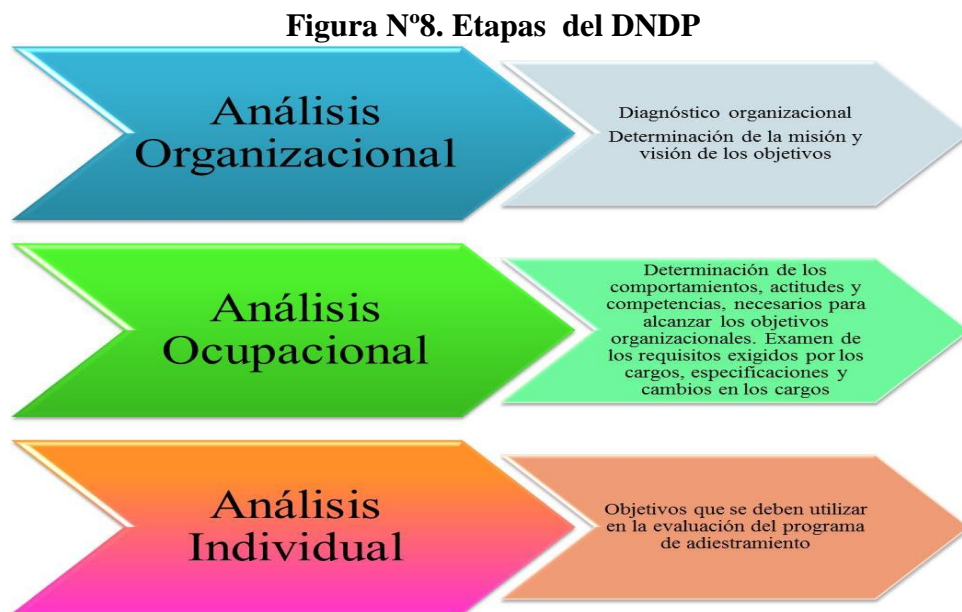 Figura Nº8. Etapas del DNDP
Análisis
Organizacional
Diagnóstico organizacional
Determinación de la misión y
visión de los objetivos
Análisis
Ocupacional
Determinación de los
comportamientos, actitudes y
competencias, necesarios para
alcanzar los objetivos
organizacionales. Examen de
los requisitos exigidos por los
cargos, especificaciones y
cambios en los cargos
Análisis
Individual
Objetivos que se deben utilizar
en la evaluación del programa
de adiestramiento